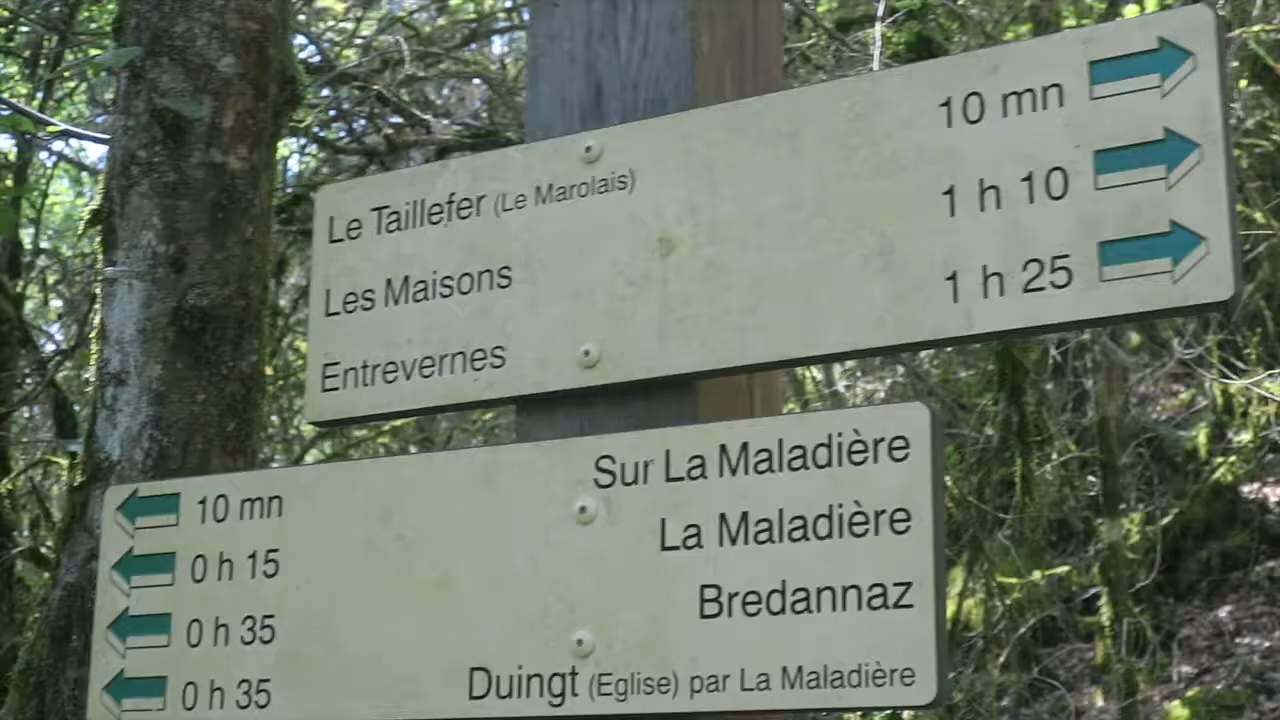 Le Taillefer (Le Marolais) 10 mn
Les Maisons 1 h 10
Entrevernes 1 h 25
10 mn Sur La Maladière
0 h 15 La Maladière
0 h 35 Bredannaz
0 h 35 Duingt (Eglise) par La Maladière